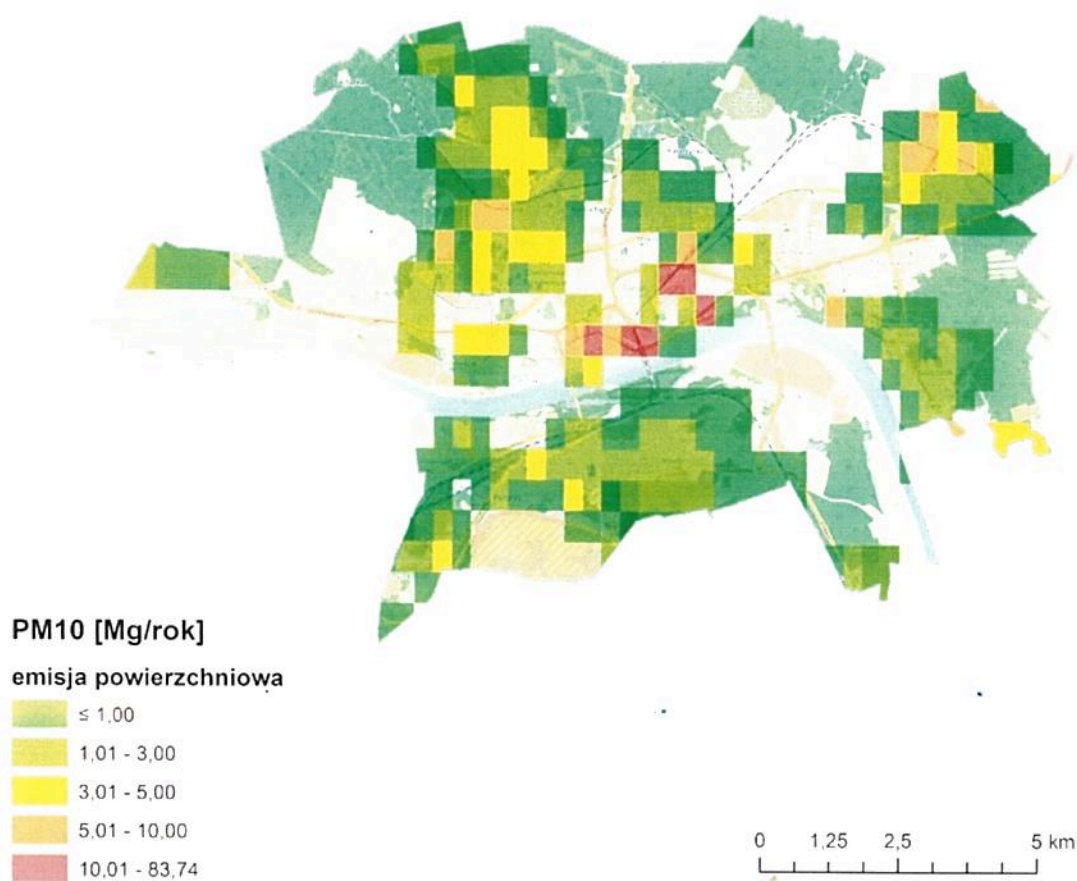 PM10 [Mg/rok]
emisja powierzchniowa
≤ 1,00
1,01 - 3,00
3,01 - 5,00
5,01 - 10,00
10,01 - 83,74
0 1,25 2,5 5 km